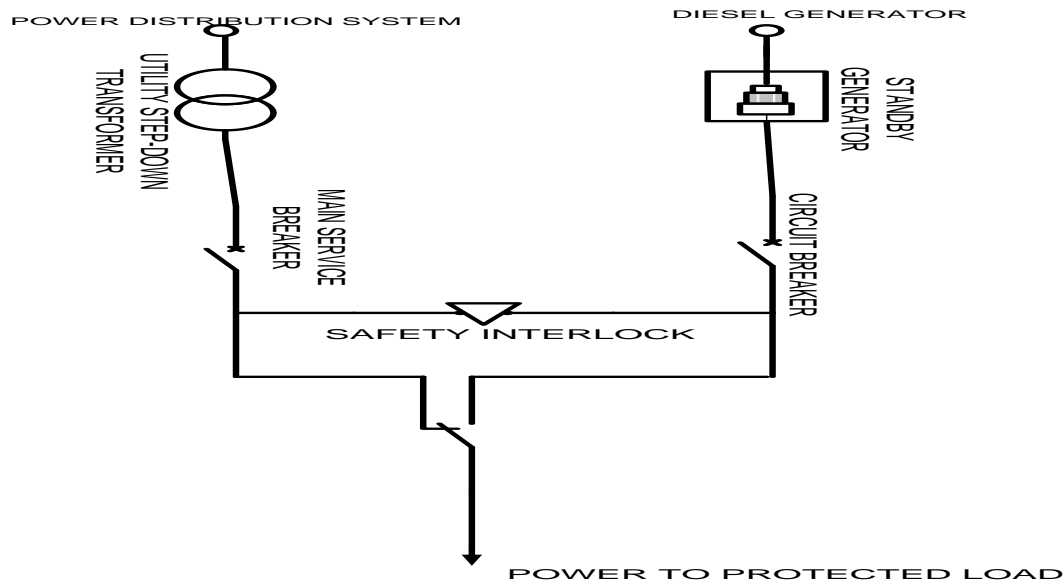 POWER DISTRIBUTION SYSTEM
DIESEL GENERATOR
UTILITY STEP-DOWN
TRANSFORMER
STANDBY
GENERATOR
MAIN SERVICE
BREAKER
CIRCUIT BREAKER
SAFETY INTERLOCK
POWER TO PROTECTED LOAD